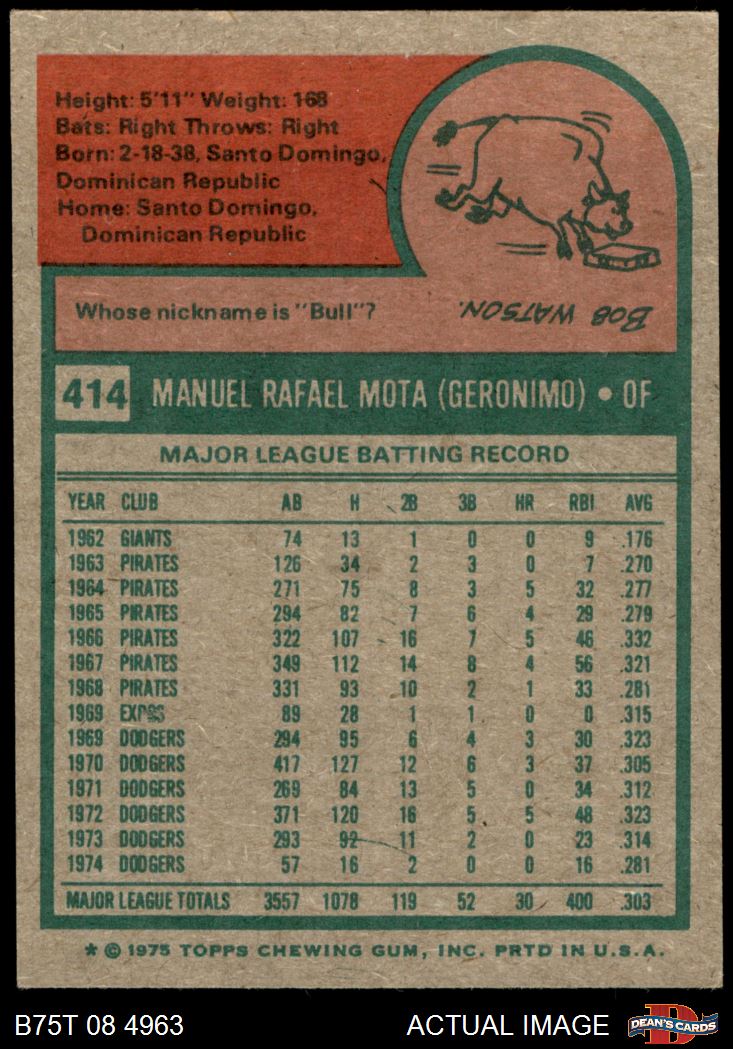 Height: 5'11" Weight: 168
Bats: Right Throws: Right
Born: 2-18-38, Santo Domingo,
Dominican Republic
Home: Santo Domingo,
Dominican Republic
Whose nickname is "Bull"?
BOB WATSON.
414 MANUEL RAFAEL MOTA (GERONIMO) • OF
MAJOR LEAGUE BATTING RECORD
YEAR CLUB AB H 2B 3B HR RBI AVG
1962 GIANTS 74 13 1 0 0 9 .176
1963 PIRATES 126 34 2 3 0 7 .270
1964 PIRATES 271 75 8 3 5 32 .277
1965 PIRATES 294 82 7 6 4 29 .279
1966 PIRATES 322 107 16 7 5 46 .332
1967 PIRATES 349 112 14 8 4 56 .321
1968 PIRATES 331 93 10 2 1 33 .281
1969 EXPOS 89 28 1 1 0 0 .315
1969 DODGERS 294 95 6 4 3 30 .323
1970 DODGERS 417 127 12 6 3 37 .305
1971 DODGERS 269 84 13 5 0 34 .312
1972 DODGERS 371 120 16 5 5 48 .323
1973 DODGERS 293 92 11 2 0 23 .314
1974 DODGERS 57 16 2 0 0 16 .281
MAJOR LEAGUE TOTALS 3557 1078 119 52 30 400 .303
* © 1975 TOPPS CHEWING GUM, INC. PRTD IN U.S.A.
B75T 08 4963 ACTUAL IMAGE D DEAN'S CARDS